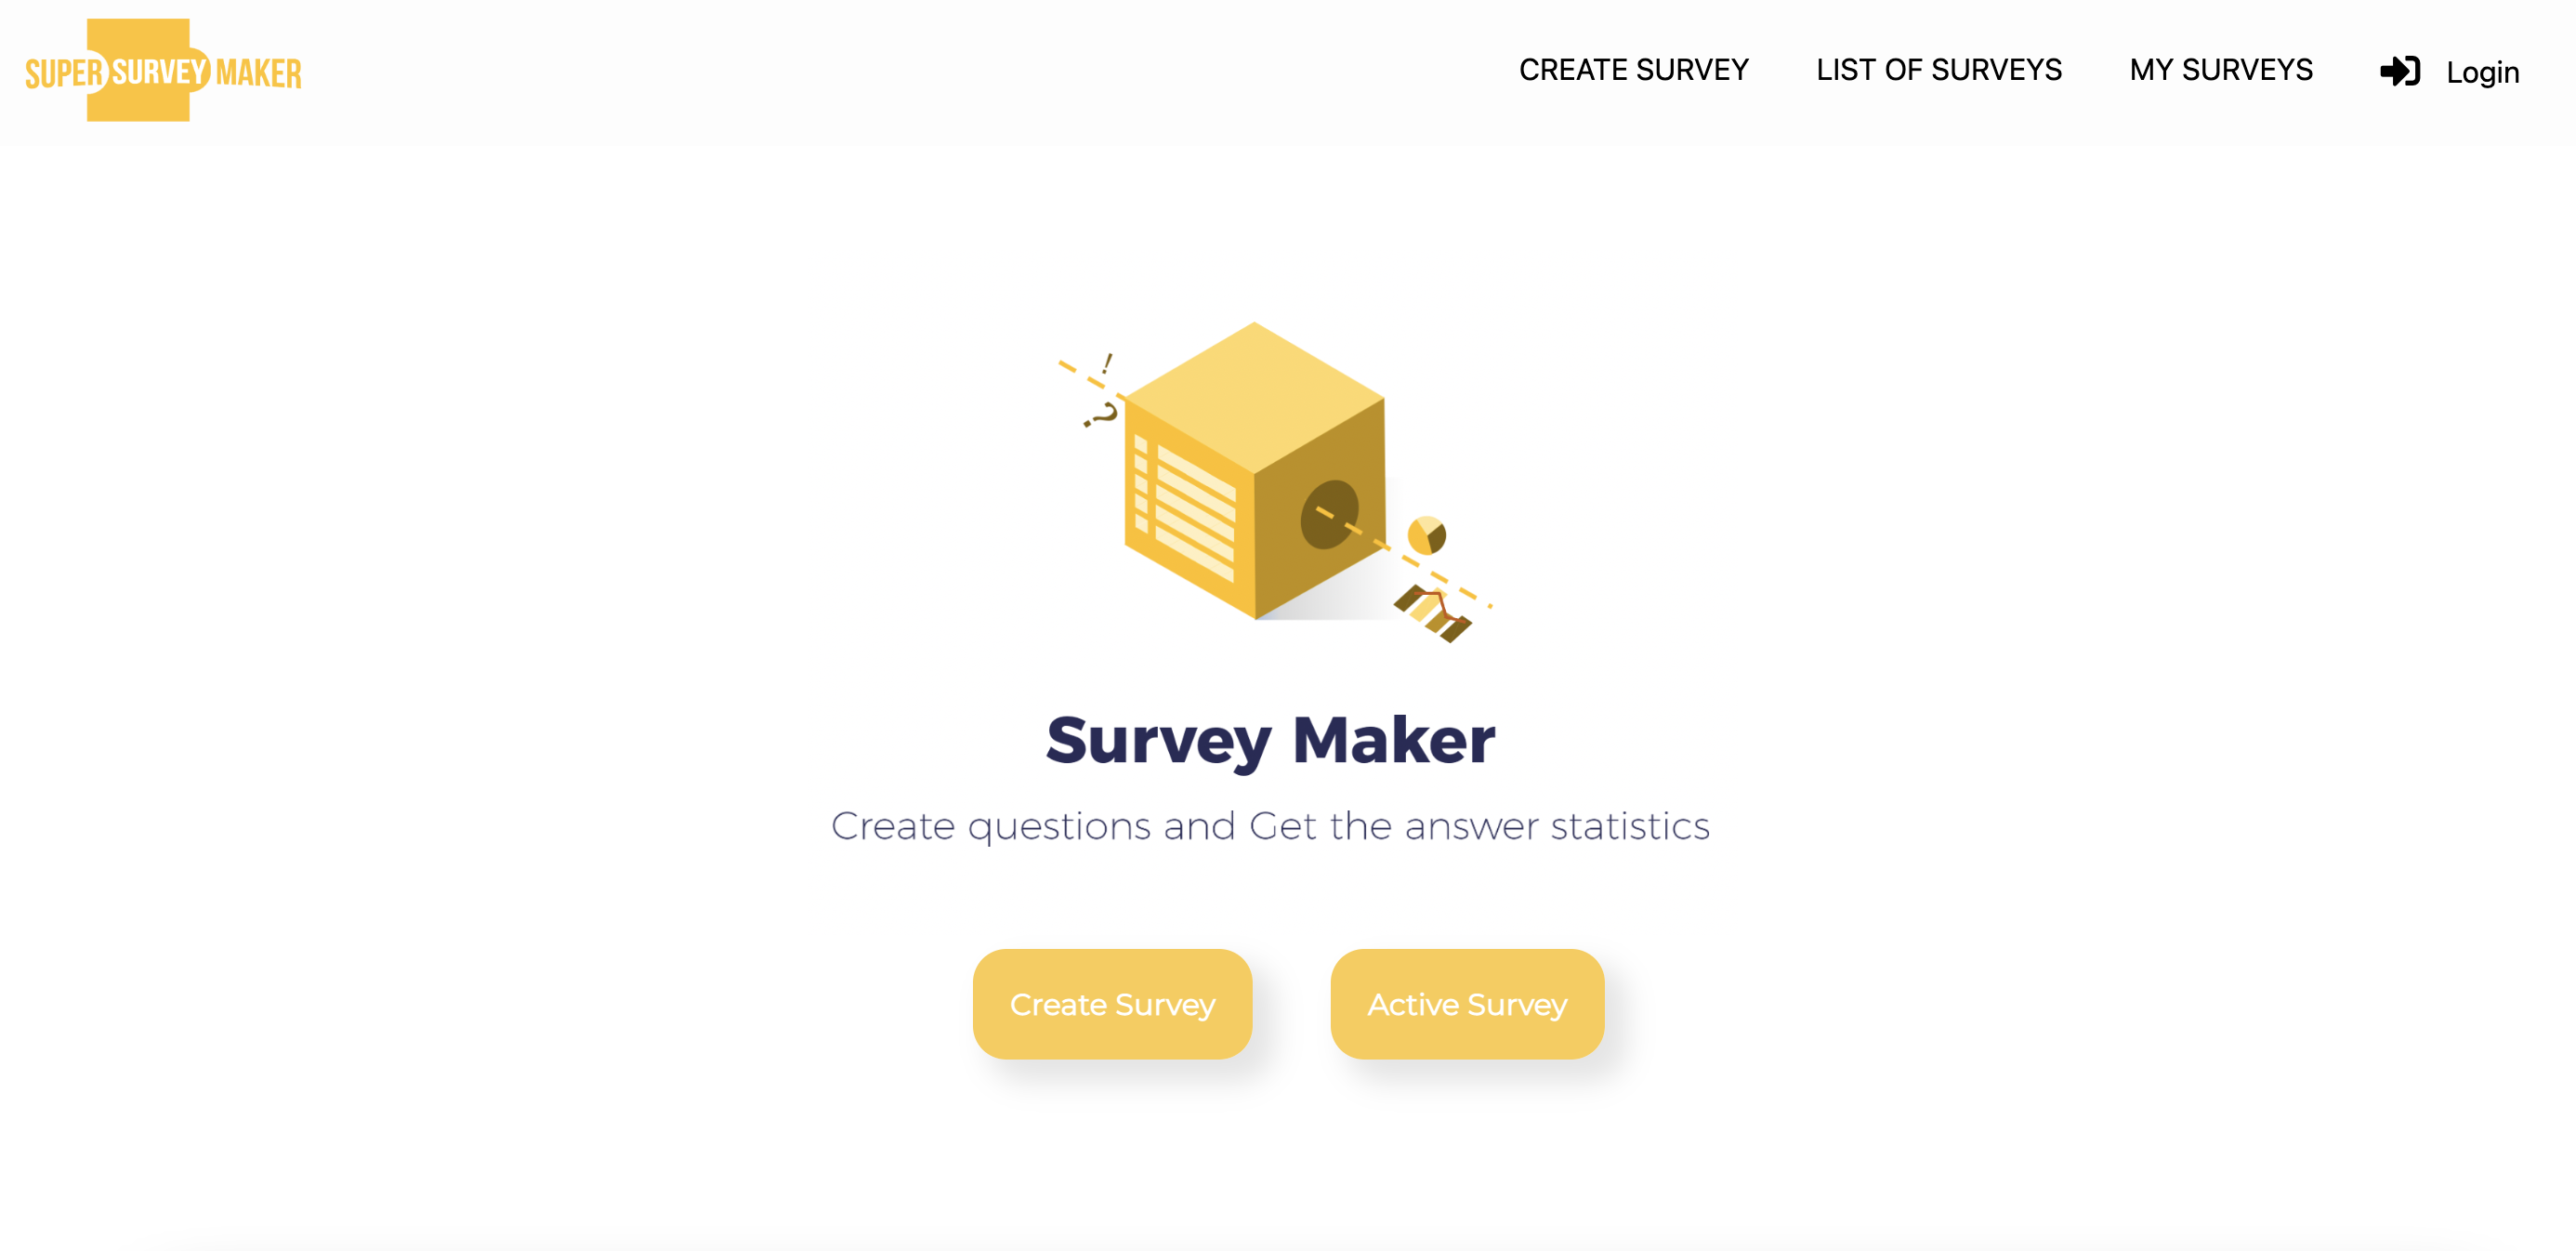 SUPER SURVEY MAKER
CREATE SURVEY
LIST OF SURVEYS
MY SURVEYS
Login
!
?
Survey Maker
Create questions and Get the answer statistics
Create Survey
Active Survey